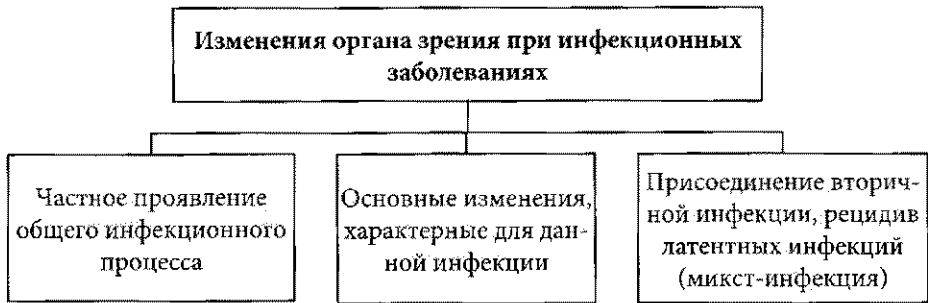 Изменения органа зрения при инфекционных
заболеваниях
Частное проявление
общего инфекционного
процесса
Основные изменения,
характерные для дан-
ной инфекции
Присоединение вторич-
ной инфекции, рецидив
латентных инфекций
(микст-инфекция)